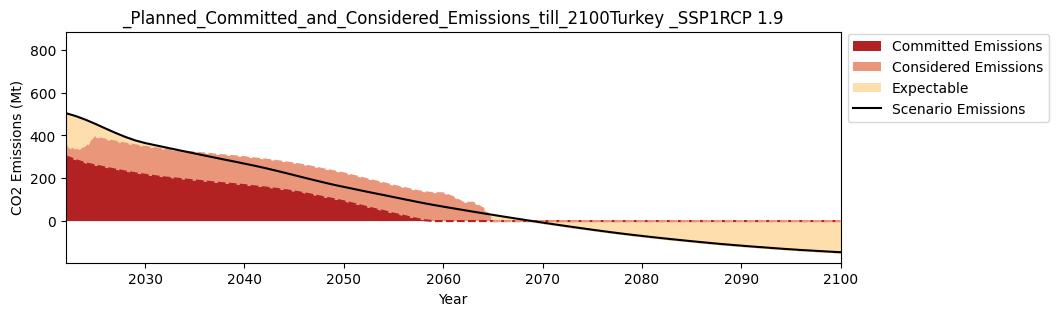 _Planned_Committed_and_Considered_Emissions_till_2100Turkey _SSP1RCP 1.9
Committed Emissions
Considered Emissions
Expectable
Scenario Emissions
CO2 Emissions (Mt)
800
600
400
200
0
2030 2040 2050 2060 2070 2080 2090 2100
Year